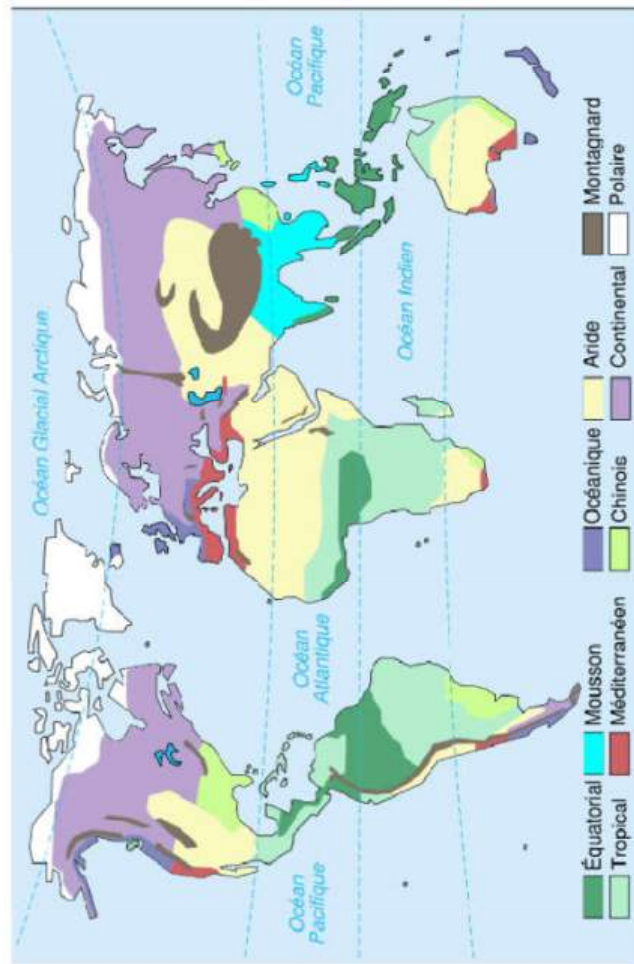 Océan Glacial Arctique
Océan
Pacifique
Océan
Atlantique
Océan Indien
Océan
Pacifique
Équatorial
Mousson
Océanique
Aride
Montagnard
Tropical
Méditerranéen
Chinois
Continental
Polaire